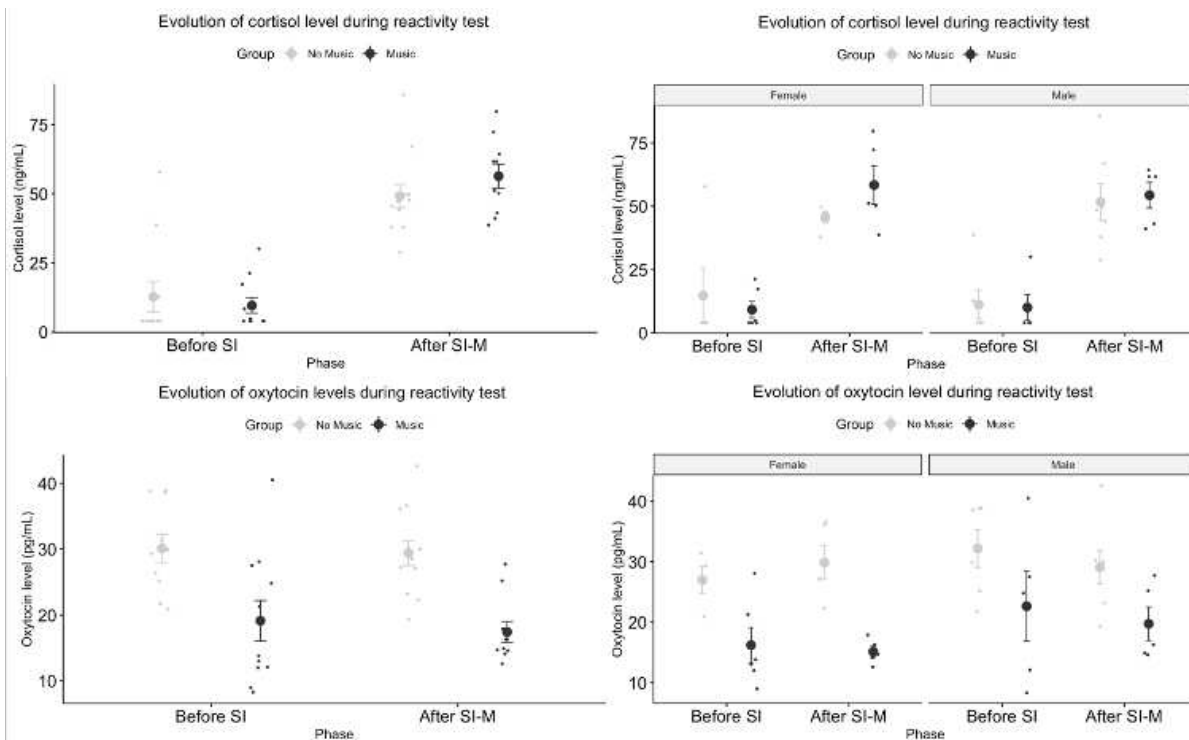 Evolution of cortisol level during reactivity test
Group No Music Music
Cortisol level (ng/mL)
75
50
25
0
Before SI After SI-M
Phase
Evolution of cortisol level during reactivity test
Group No Music Music
Female Male
Cortisol level (ng/mL)
75
50
25
0
Before SI After SI-M Before SI After SI-M
Phase
Evolution of oxytocin levels during reactivity test
Group No Music Music
Oxytocin level (pg/mL)
40
30
20
10
Before SI After SI-M
Phase
Evolution of oxytocin level during reactivity test
Group No Music Music
Female Male
Oxytocin level (pg/mL)
40
30
20
10
Before SI After SI-M Before SI After SI-M
Phase